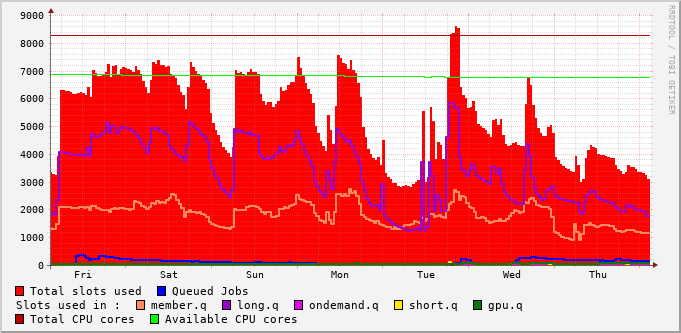 9000
8000
7000
6000
5000
4000
3000
2000
1000
0
Fri Sat Sun Mon Tue Wed Thu
RRDTOOL / TOBI OETIKER
Total slots used Queued Jobs
Slots used in : member.q long.q ondemand.q short.q gpu.q
Total CPU cores Available CPU cores